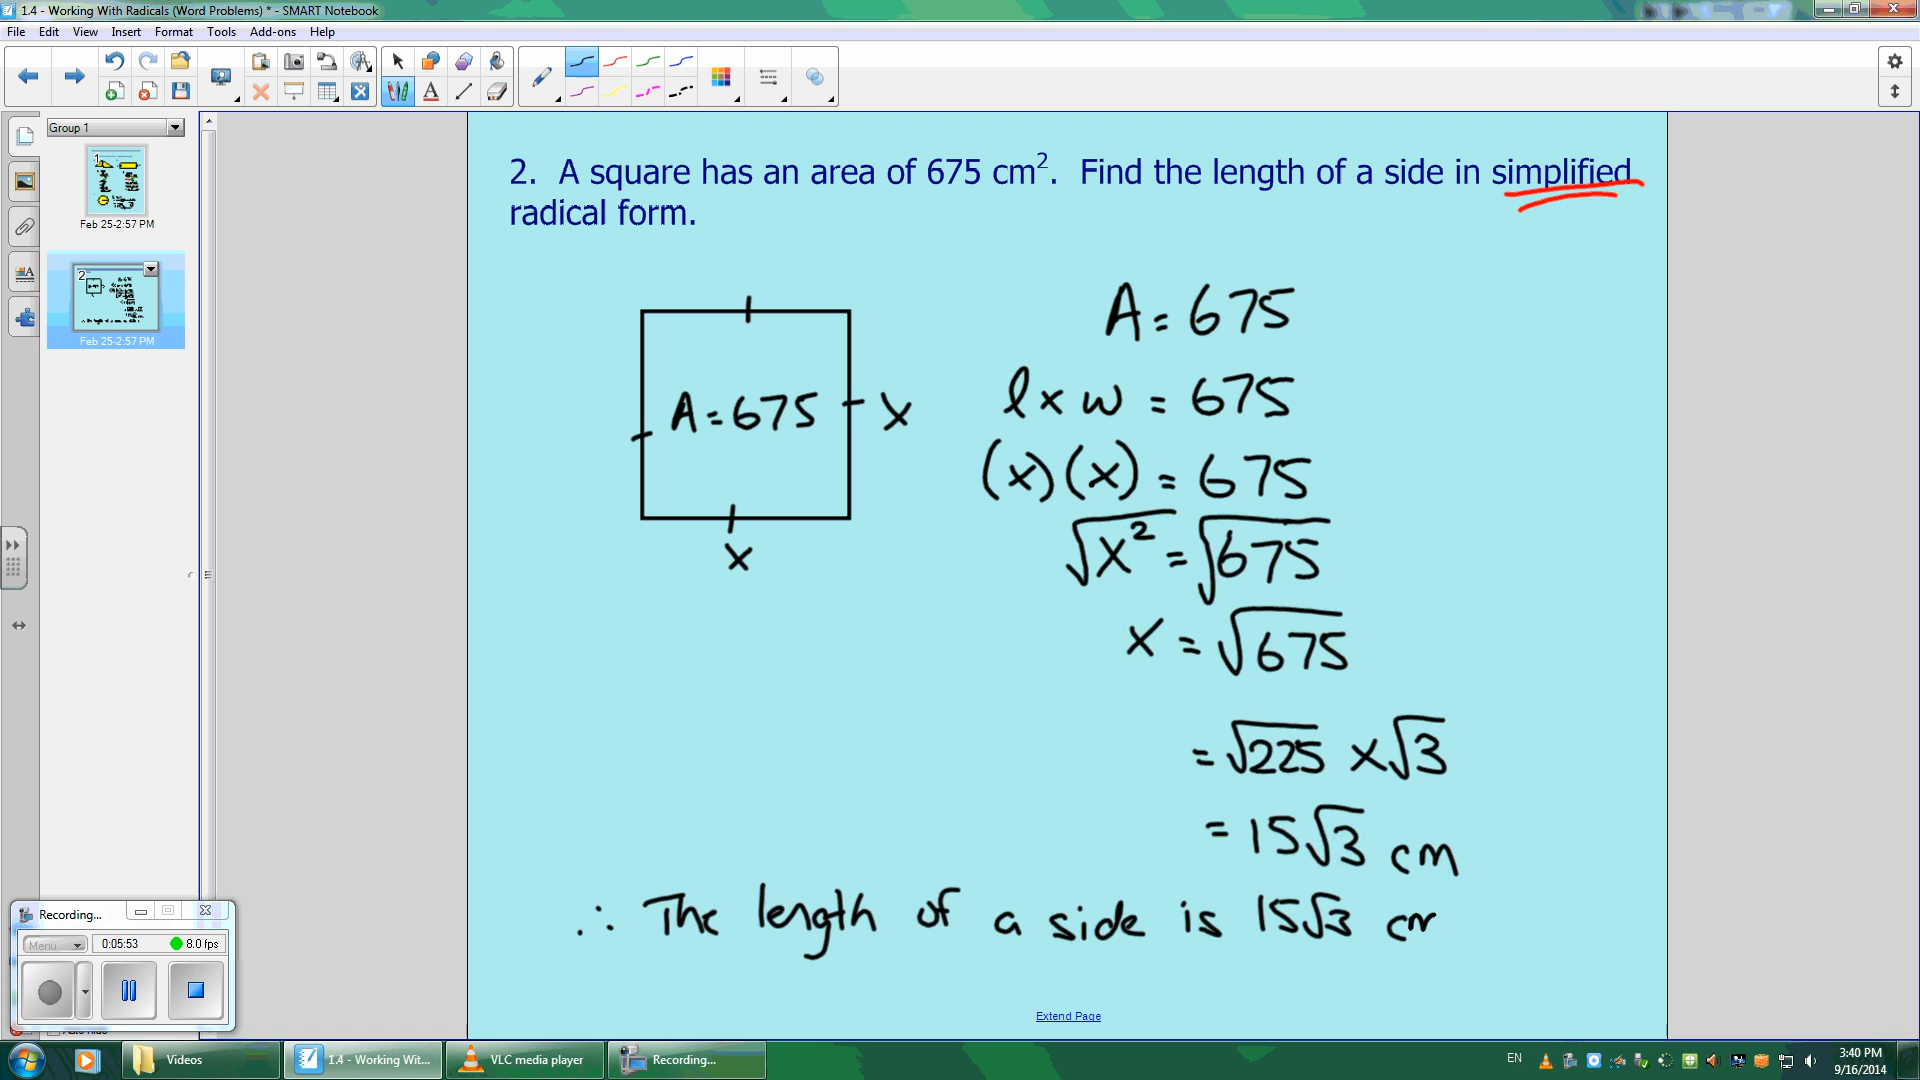 1.4 - Working With Radicals (Word Problems) * - SMART Notebook
File Edit View Insert Format Tools Add-ons Help
Group 1
1
Feb 25-2:57 PM
2
Feb 25-2:57 PM
2. A square has an area of 675 cm². Find the length of a side in simplified
radical form.
A = 675
x
x
A = 675
l x w = 675
(x)(x) = 675
√x² = √675
x = √675
= √225 x √3
= 15√3 cm
∴ The length of a side is 15√3 cm
Extend Page
Recording...
Menu
0:05:53
8.0 fps
Videos
1.4 - Working Wit...
VLC media player
Recording...
EN
3:40 PM
9/16/2014